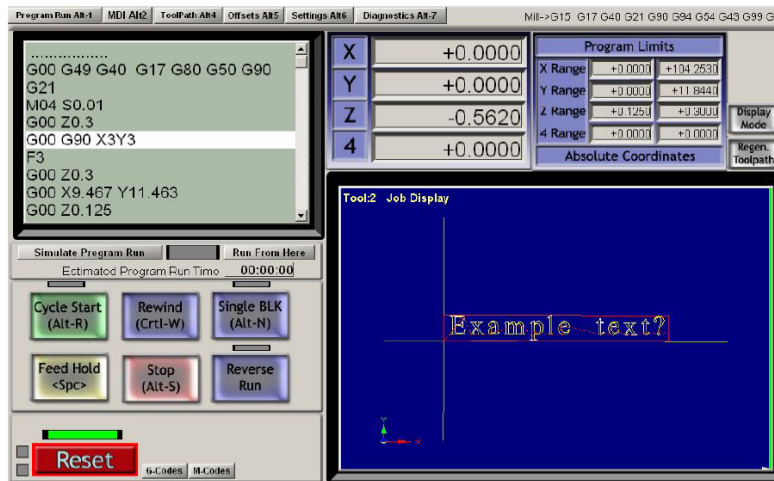 Program Run Alt-1 MDI Alt2 ToolPath Alt4 Offsets Alt5 Settings Alt6 Diagnostics Alt-7 Mill->G15 G17 G40 G21 G90 G94 G54 G43 G99 G
................
G00 G49 G40 G17 G80 G50 G90
G21
M04 S0.01
G00 Z0.3
G00 G90 X3Y3
F3
G00 Z0.3
G00 X9.467 Y11.463
G00 Z0.125
X +0.0000
Y +0.0000
Z -0.5620
4 +0.0000
Program Limits
X Range +0.0000 +104.2530
Y Range +0.0000 +11.8440
Z Range +0.1250 +0.3000
4 Range +0.0000 +0.0000
Absolute Coordinates
Display
Mode
Regen.
Toolpath
Tool:2 Job Display
Example text?
Y
X
Simulate Program Run Run From Here
Estimated Program Run Time 00:00:00
Cycle Start
(Alt-R)
Rewind
(Crtl-W)
Single BLK
(Alt-N)
Feed Hold
<Spc>
Stop
(Alt-S)
Reverse
Run
Reset
G-Codes M-Codes